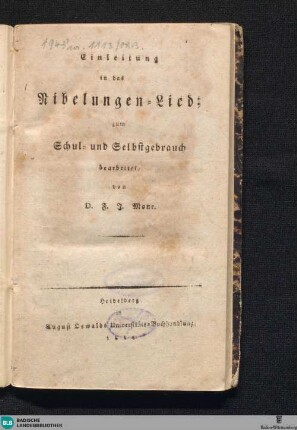 Einleitung
in das
Nibelungen-Lied;
zum
Schul- und Selbstgebrauch
bearbeitet
von
D. F. J. Mone.
Heidelberg
August Oswalds Universitäts-Buchhandlung.
BLB
BADISCHE
LANDESBIBLIOTHEK